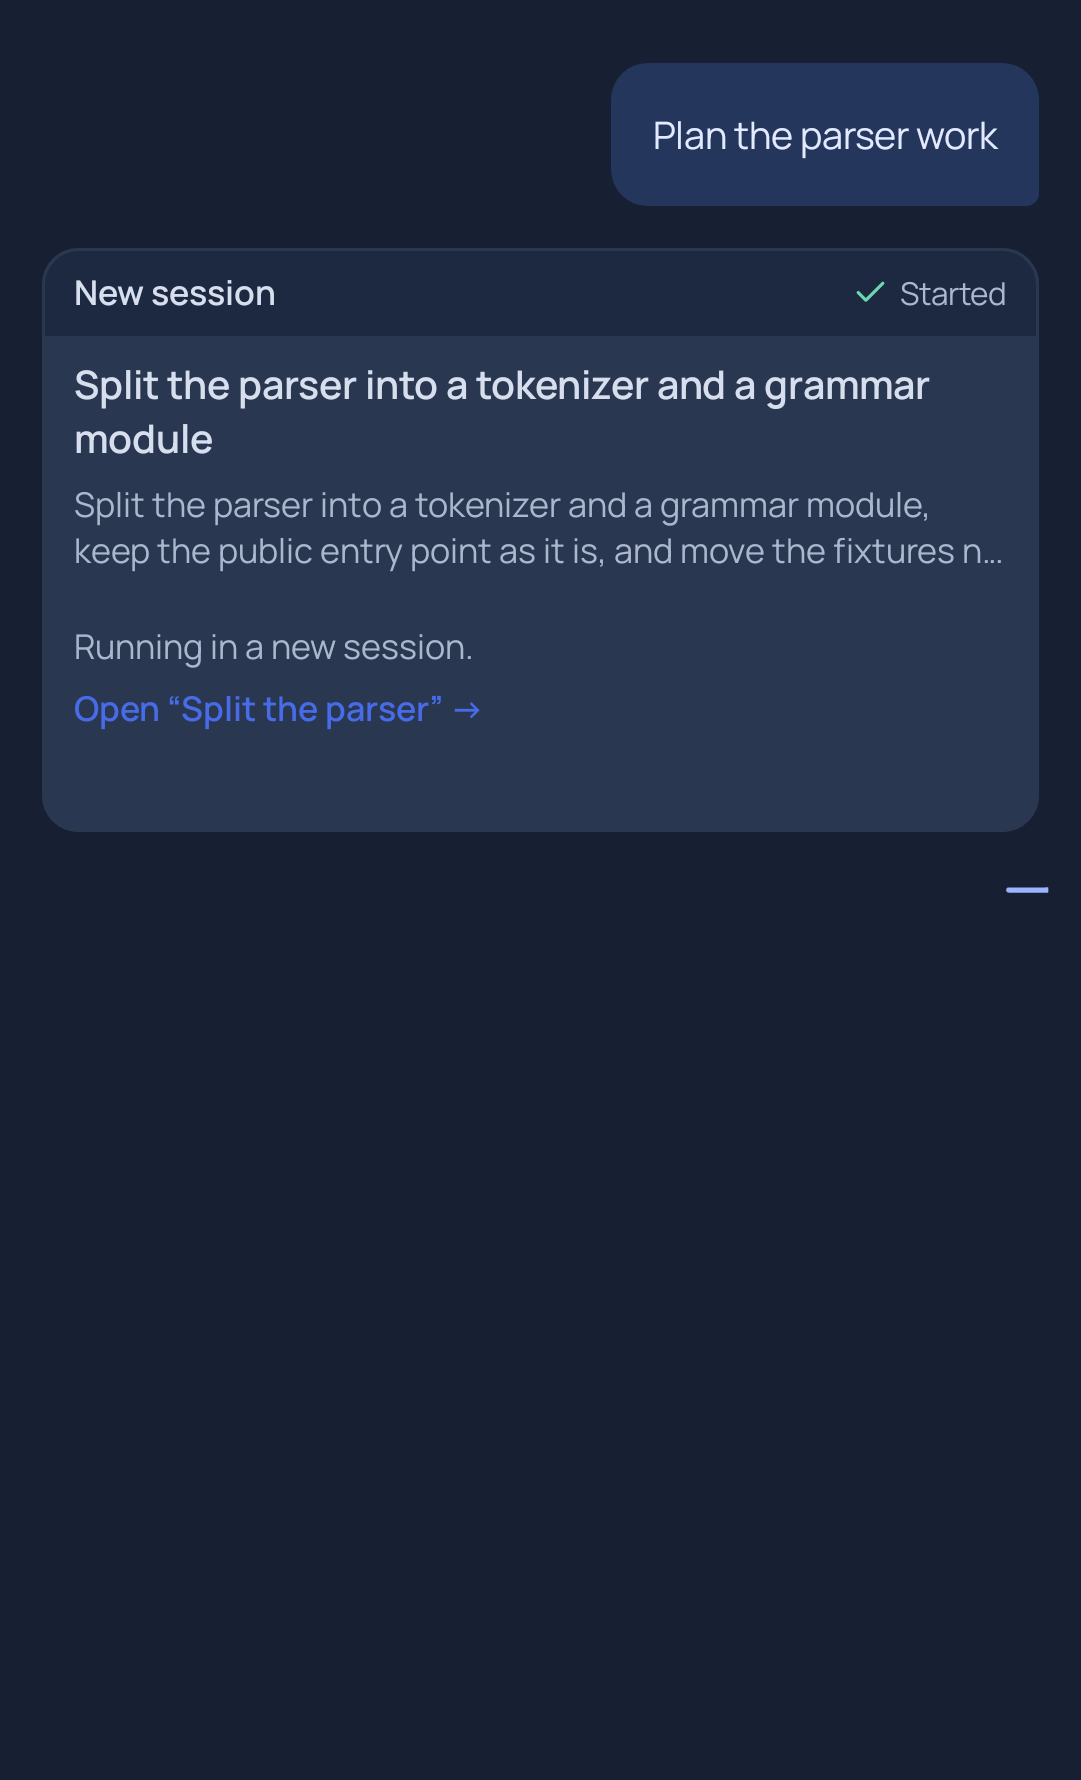 Plan the parser work
New session
Started
Split the parser into a tokenizer and a grammar
module
Split the parser into a tokenizer and a grammar module,
keep the public entry point as it is, and move the fixtures n…
Running in a new session.
Open “Split the parser” →